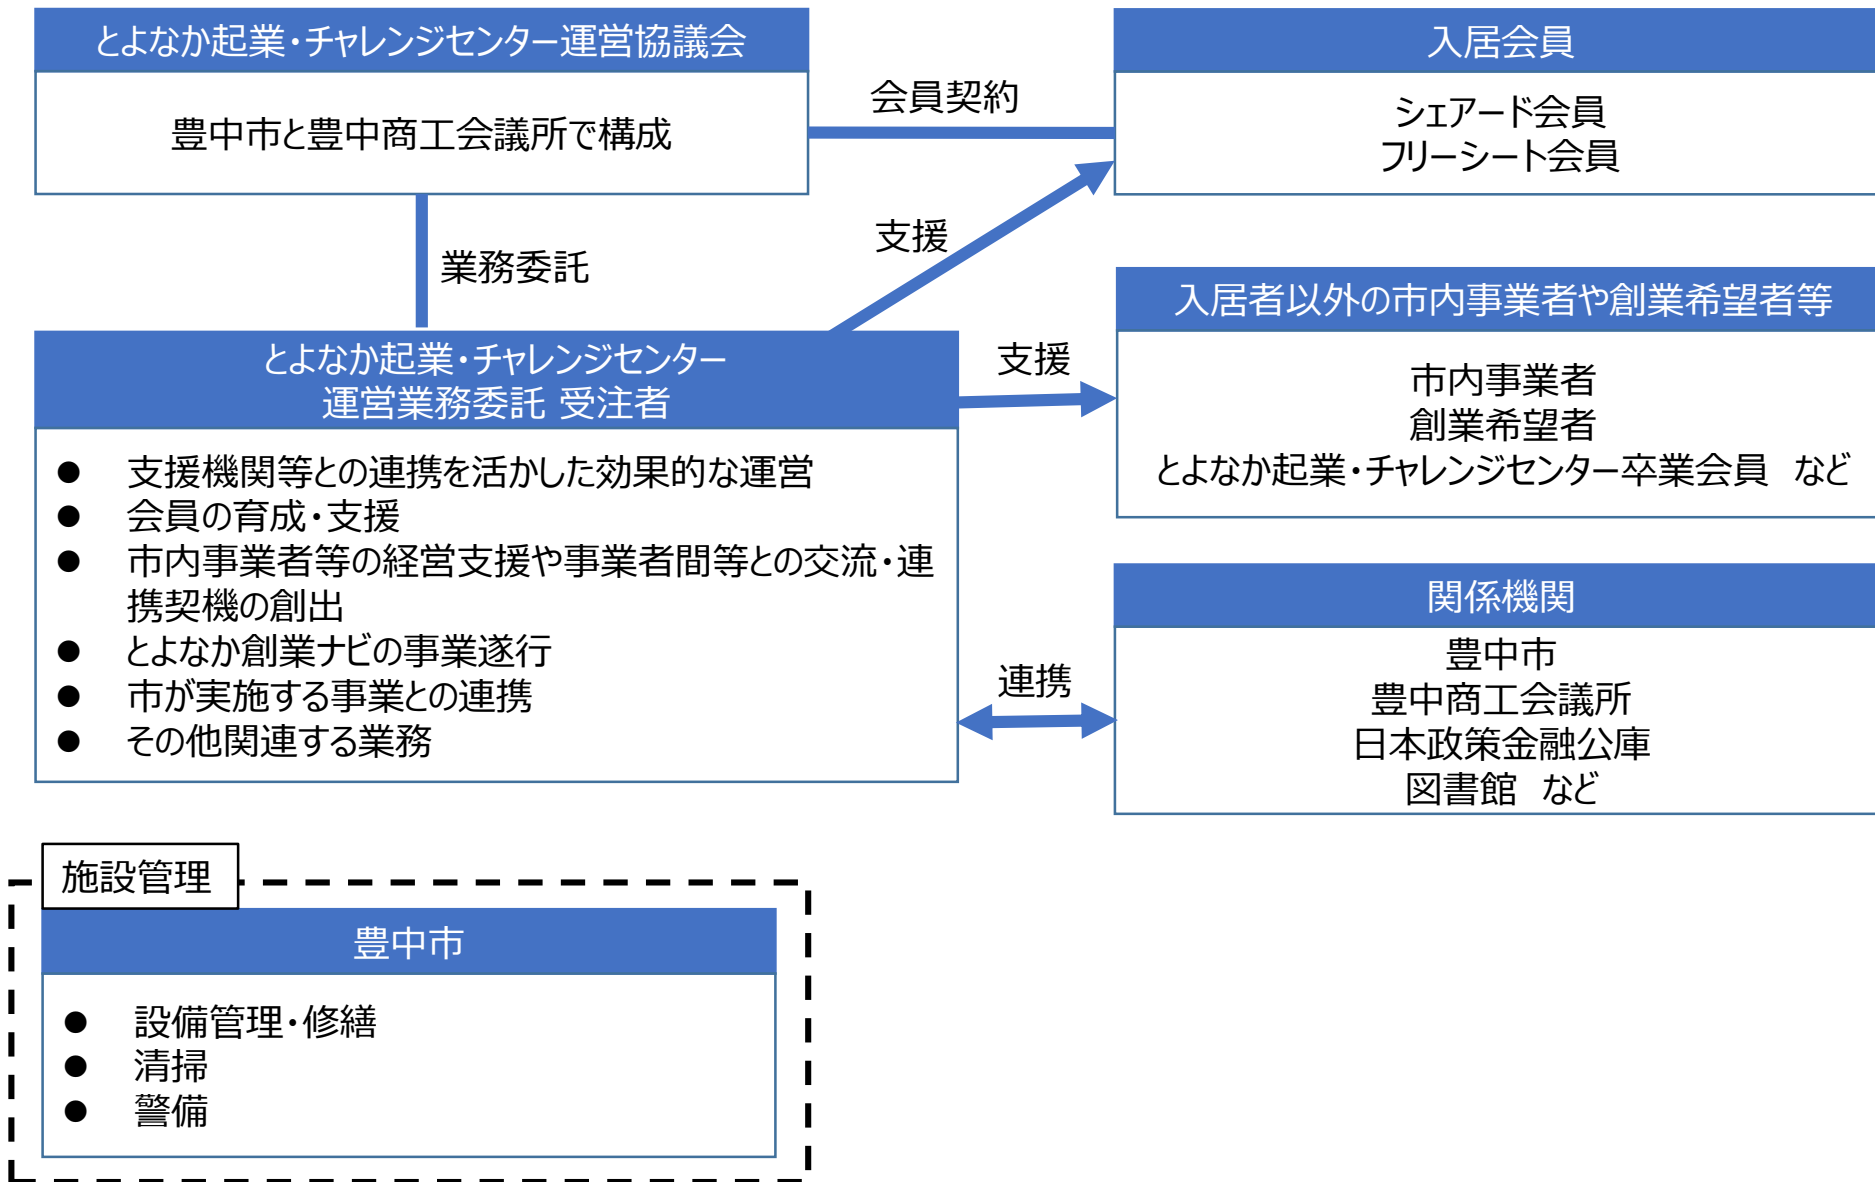 とよなか起業・チャレンジセンター運営協議会
豊中市と豊中商工会議所で構成
会員契約
入居会員
シェアード会員
フリーシート会員
業務委託
支援
とよなか起業・チャレンジセンター
運営業務委託 受注者
● 支援機関等との連携を活かした効果的な運営
● 会員の育成・支援
● 市内事業者等の経営支援や事業者間等との交流・連
携契機の創出
● とよなか創業ナビの事業遂行
● 市が実施する事業との連携
● その他関連する業務
支援
入居者以外の市内事業者や創業希望者等
市内事業者
創業希望者
とよなか起業・チャレンジセンター卒業会員 など
連携
関係機関
豊中市
豊中商工会議所
日本政策金融公庫
図書館 など
施設管理
豊中市
● 設備管理・修繕
● 清掃
● 警備